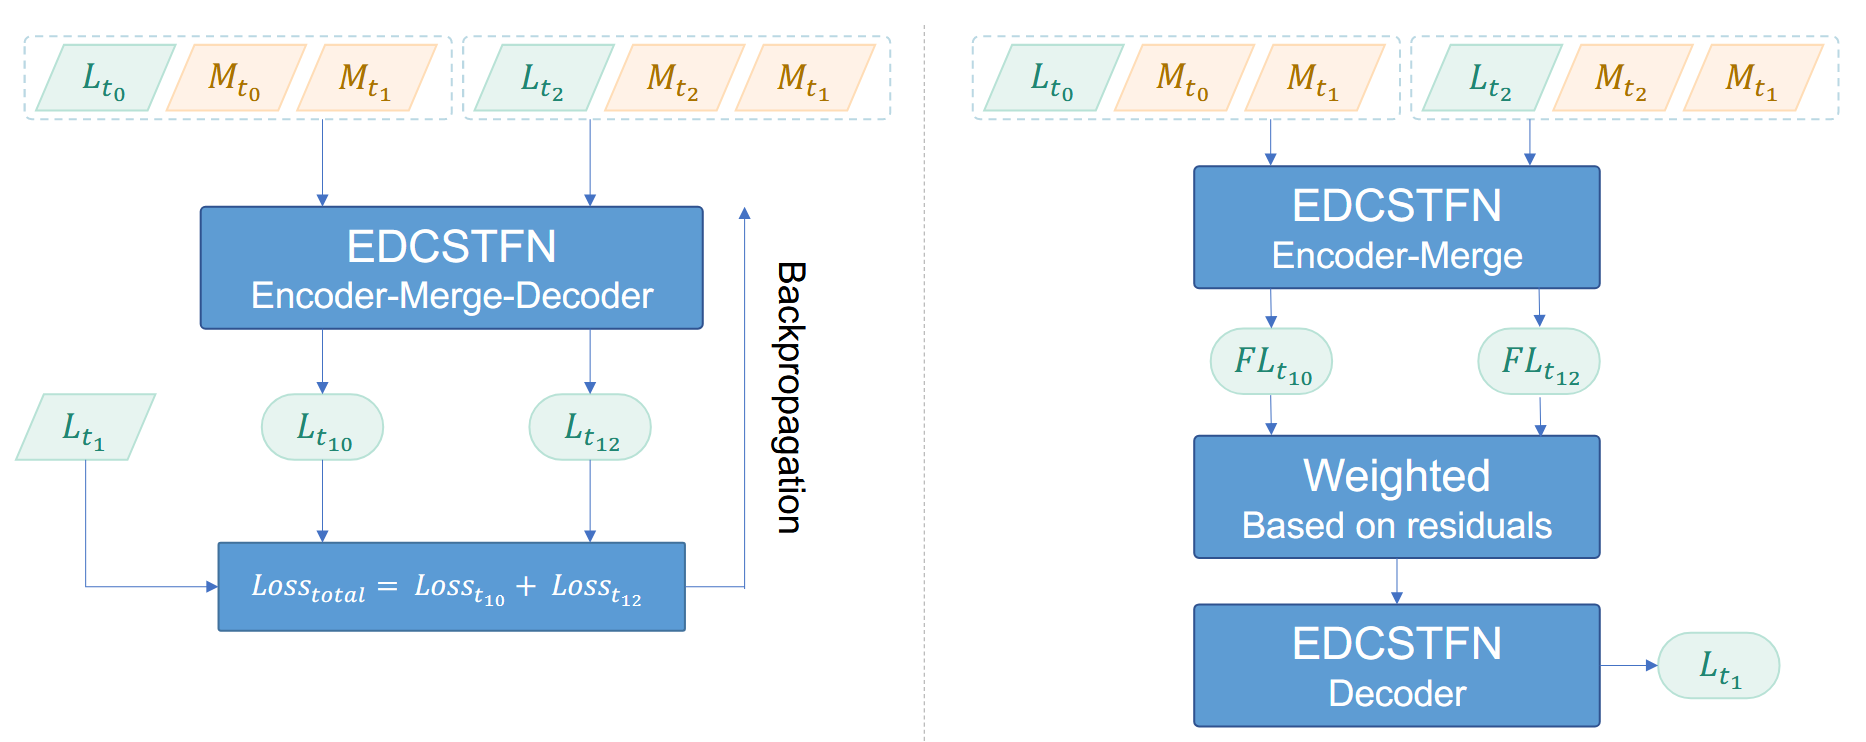 L_{t_0} M_{t_0} M_{t_1} L_{t_2} M_{t_2} M_{t_1}
EDCSTFN
Encoder-Merge-Decoder
L_{t_1} L_{t_{10}} L_{t_{12}}
Loss_{total} = Loss_{t_{10}} + Loss_{t_{12}}
Backpropagation
L_{t_0} M_{t_0} M_{t_1} L_{t_2} M_{t_2} M_{t_1}
EDCSTFN
Encoder-Merge
FL_{t_{10}} FL_{t_{12}}
Weighted
Based on residuals
EDCSTFN
Decoder
L_{t_1}